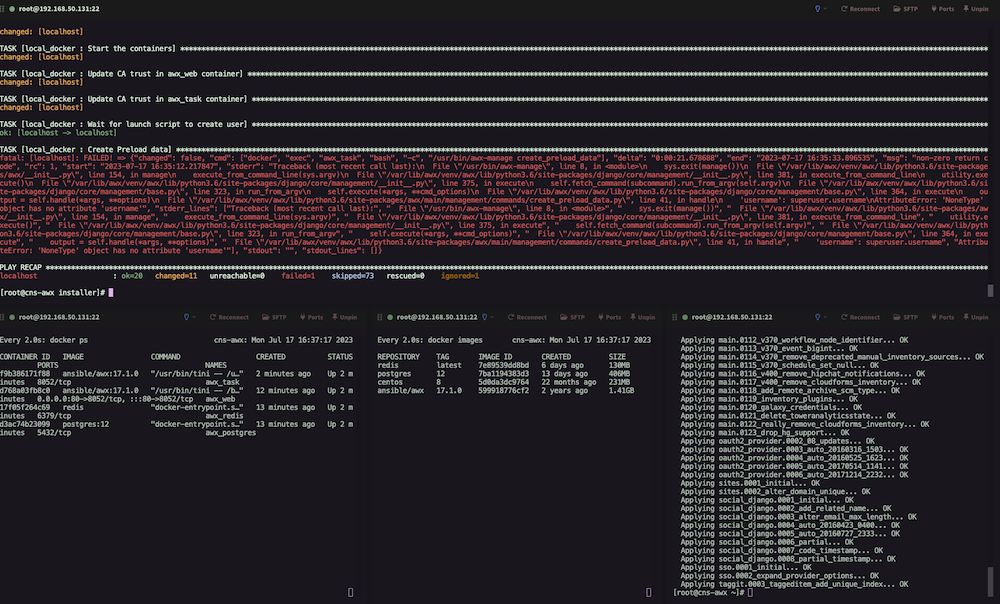 root@192.168.50.131:22
Reconnect SFTP Ports Unpin
changed: [localhost]
TASK [local_docker : Start the containers] ****
changed: [localhost]
TASK [local_docker : Update CA trust in awx_web container] ****
changed: [localhost]
TASK [local_docker : Update CA trust in awx_task container] ****
changed: [localhost]
TASK [local_docker : Wait for launch script to create user] ****
ok: [localhost -> localhost]
TASK [local_docker : Create Preload data] ****
fatal: [localhost]: FAILED! => {"changed": false, "cmd": ["docker", "exec", "awx_task", "bash", "-c", "/usr/bin/awx-manage create_preload_data"], "delta": "0:00:21.678688", "end": "2023-07-17 16:35:33.896535", "msg": "non-zero return c
ode", "rc": 1, "start": "2023-07-17 16:35:12.217847", "stderr": "Traceback (most recent call last):\n File \"/usr/bin/awx-manage\", line 8, in <module>\n sys.exit(manage())\n File \"/var/lib/awx/venv/awx/lib/python3.6/site-packages/aw
x/__init__.py\", line 154, in manage\n execute_from_command_line(sys.argv)\n File \"/var/lib/awx/venv/awx/lib/python3.6/site-packages/django/core/management/__init__.py\", line 381, in execute_from_command_line\n utility.exe
cute()\n File \"/var/lib/awx/venv/awx/lib/python3.6/site-packages/django/core/management/__init__.py\", line 375, in execute\n self.fetch_command(subcommand).run_from_argv(self.argv)\n File \"/var/lib/awx/venv/awx/lib/python3.6/site-packages/
django/core/management/base.py\", line 323, in run_from_argv\n self.execute(*args, **cmd_options)\n File \"/var/lib/awx/venv/awx/lib/python3.6/site-packages/django/core/management/base.py\", line 364, in execute\n ou
tput = self.handle(*args, **options)\n File \"/var/lib/awx/venv/awx/lib/python3.6/site-packages/awx/main/management/commands/create_preload_data.py\", line 41, in handle\n 'username': superuser.username\nAttributeError: 'NoneType'
object has no attribute 'username'", "stderr_lines": ["Traceback (most recent call last):", " File \"/usr/bin/awx-manage\", line 8, in <module>", " sys.exit(manage())", " File \"/var/lib/awx/venv/awx/lib/python3.6/site-packages/aw
x/__init__.py\", line 154, in manage", " execute_from_command_line(sys.argv)", " File \"/var/lib/awx/venv/awx/lib/python3.6/site-packages/django/core/management/__init__.py\", line 381, in execute_from_command_line", " utility.e
xecute()", " File \"/var/lib/awx/venv/awx/lib/python3.6/site-packages/django/core/management/__init__.py\", line 375, in execute", " self.fetch_command(subcommand).run_from_argv(self.argv)", " File \"/var/lib/awx/venv/awx/lib/pyth
on3.6/site-packages/django/core/management/base.py\", line 323, in run_from_argv", " self.execute(*args, **cmd_options)", " File \"/var/lib/awx/venv/awx/lib/python3.6/site-packages/django/core/management/base.py\", line 364, in exe
cute", " output = self.handle(*args, **options)", " File \"/var/lib/awx/venv/awx/lib/python3.6/site-packages/awx/main/management/commands/create_preload_data.py\", line 41, in handle", " 'username': superuser.username", "Attribu
teError: 'NoneType' object has no attribute 'username'"], "stdout": "", "stdout_lines": []}
PLAY RECAP ****
localhost : ok=20 changed=11 unreachable=0 failed=1 skipped=73 rescued=0 ignored=1
[root@cns-awx installer]#
root@192.168.50.131:22
Reconnect SFTP Ports Unpin
Every 2.0s: docker ps cns-awx: Mon Jul 17 16:37:17 2023
CONTAINER ID IMAGE COMMAND CREATED STATUS
PORTS NAMES
f9b386171f88 ansible/awx:17.1.0 "/usr/bin/tini -- /u…" 2 minutes ago Up 2 m
inutes 8052/tcp awx_task
d768a03fb8c8 ansible/awx:17.1.0 "/usr/bin/tini -- /b…" 12 minutes ago Up 2 m
inutes 0.0.0.0:80->8052/tcp, :::80->8052/tcp awx_web
17f05f264c69 redis "docker-entrypoint.s…" 13 minutes ago Up 2 m
inutes 6379/tcp awx_redis
d3ac74b23099 postgres:12 "docker-entrypoint.s…" 13 minutes ago Up 2 m
inutes 5432/tcp awx_postgres
root@192.168.50.131:22
Reconnect SFTP Ports Unpin
Every 2.0s: docker images cns-awx: Mon Jul 17 16:37:17 2023
REPOSITORY TAG IMAGE ID CREATED SIZE
redis latest 7e89539dd8bd 6 days ago 130MB
postgres 12 7ba1194383d3 13 days ago 406MB
centos 8 5d0da3dc9764 22 months ago 231MB
ansible/awx 17.1.0 599918776cf2 2 years ago 1.41GB
root@192.168.50.131:22
Reconnect SFTP Ports Unpin
Applying main.0112_v370_workflow_node_identifier... OK
Applying main.0113_v370_event_bigint... OK
Applying main.0114_v370_remove_deprecated_manual_inventory_sources... OK
Applying main.0115_v370_schedule_set_null... OK
Applying main.0116_v400_remove_hipchat_notifications... OK
Applying main.0117_v400_remove_cloudforms_inventory... OK
Applying main.0118_add_remote_archive_scm_type... OK
Applying main.0119_inventory_plugins... OK
Applying main.0120_galaxy_credentials... OK
Applying main.0121_delete_toweranalyticsstate... OK
Applying main.0122_really_remove_cloudforms_inventory... OK
Applying main.0123_drop_hg_support... OK
Applying oauth2_provider.0002_08_updates... OK
Applying oauth2_provider.0003_auto_20160316_1503... OK
Applying oauth2_provider.0004_auto_20160525_1623... OK
Applying oauth2_provider.0005_auto_20170514_1141... OK
Applying oauth2_provider.0006_auto_20171214_2232... OK
Applying sites.0001_initial... OK
Applying sites.0002_alter_domain_unique... OK
Applying social_django.0001_initial... OK
Applying social_django.0002_add_related_name... OK
Applying social_django.0003_alter_email_max_length... OK
Applying social_django.0004_auto_20160423_0400... OK
Applying social_django.0005_auto_20160727_2333... OK
Applying social_django.0006_partial... OK
Applying social_django.0007_code_timestamp... OK
Applying social_django.0008_partial_timestamp... OK
Applying sso.0001_initial... OK
Applying sso.0002_expand_provider_options... OK
Applying taggit.0003_taggeditem_add_unique_index... OK
[root@cns-awx ~]#